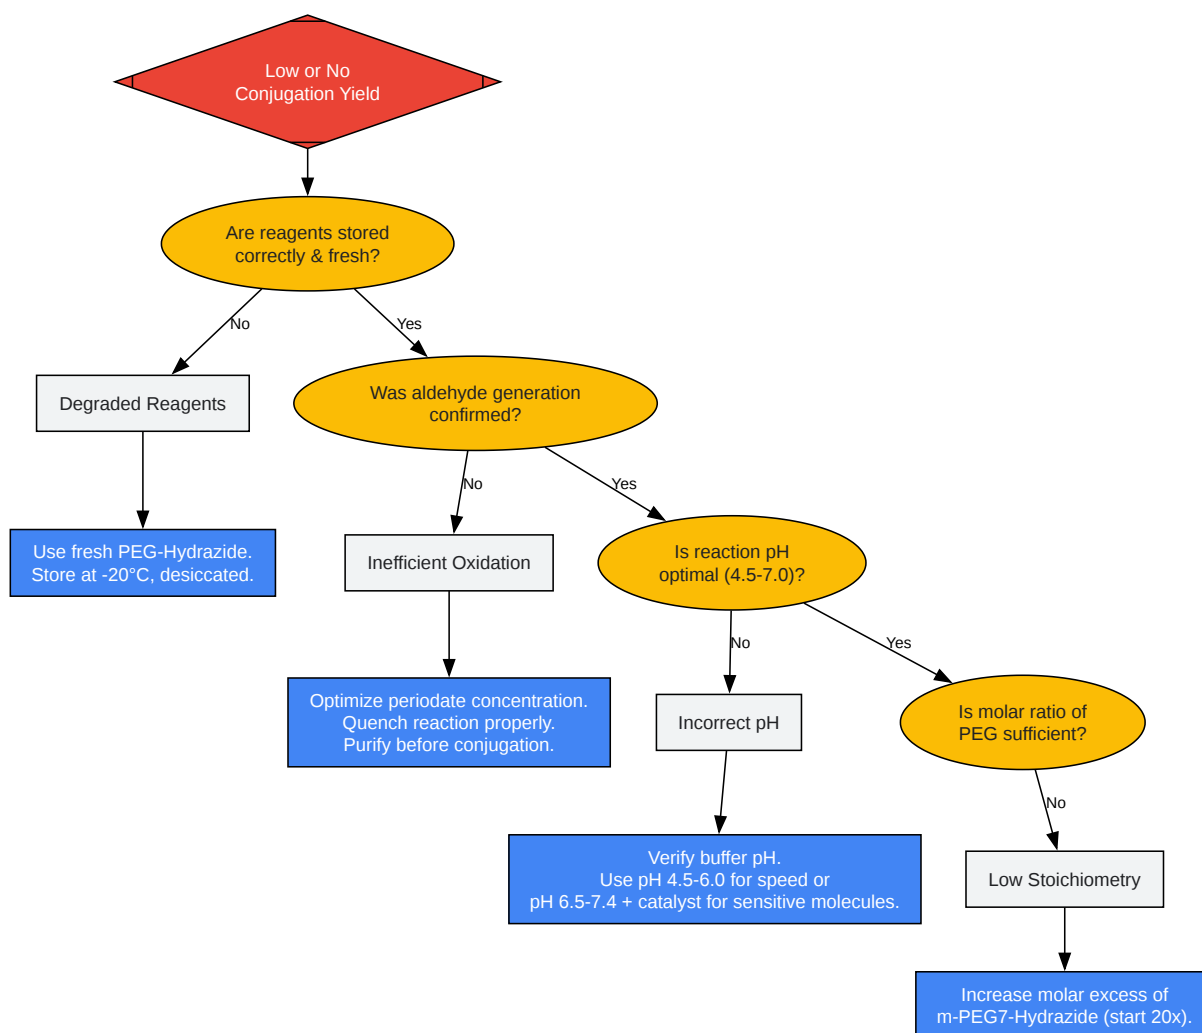 Low or No
Conjugation Yield
Are reagents stored
correctly & fresh?
No
Yes
Degraded Reagents
Was aldehyde generation
confirmed?
Use fresh PEG-Hydrazide.
Store at -20°C, desiccated.
No
Yes
Inefficient Oxidation
Is reaction pH
optimal (4.5-7.0)?
Optimize periodate concentration.
Quench reaction properly.
Purify before conjugation.
No
Yes
Incorrect pH
Is molar ratio of
PEG sufficient?
Verify buffer pH.
Use pH 4.5-6.0 for speed or
pH 6.5-7.4 + catalyst for sensitive molecules.
No
Low Stoichiometry
Increase molar excess of
m-PEG7-Hydrazide (start 20x).